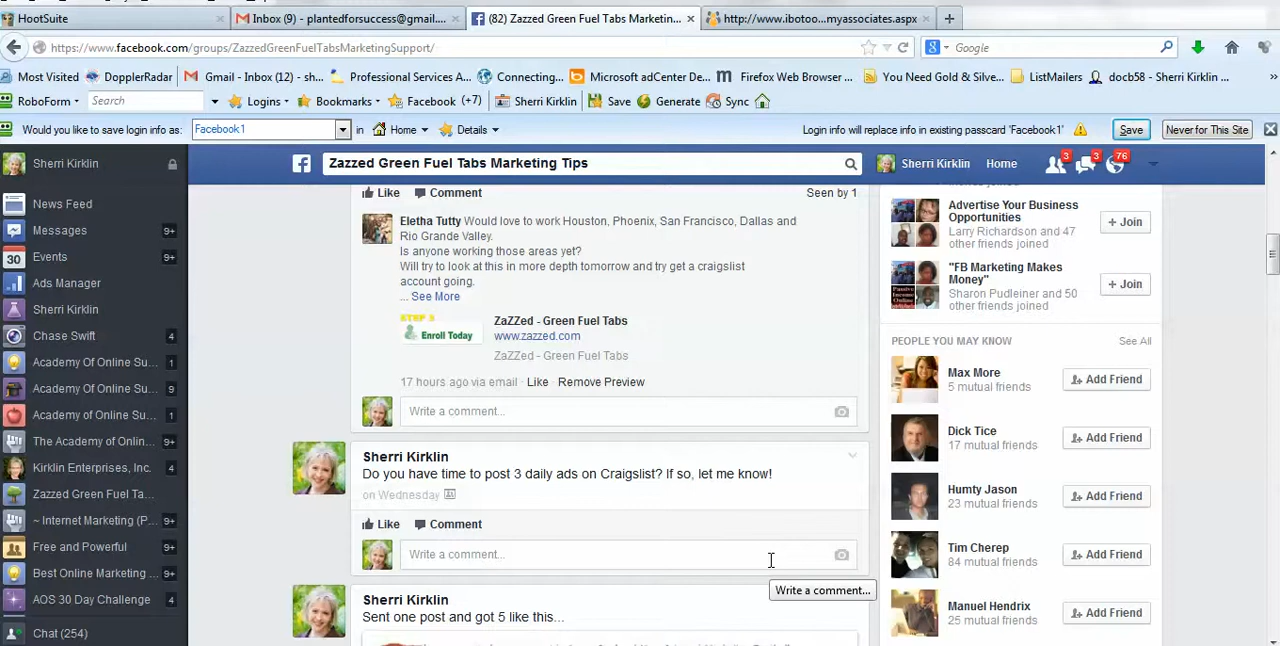 HootSuite
Inbox (9) - plantedforsuccess@gmail....
(82) Zazzed Green Fuel Tabs Marketin...
http://www.ibotoo...myassociates.aspx
https://www.facebook.com/groups/ZazzedGreenFuelTabsMarketingSupport/
Google
Most Visited
DopplerRadar
Gmail - Inbox (12) - sh...
Professional Services A...
Connecting...
Microsoft adCenter De...
Firefox Web Browser ...
You Need Gold & Silve...
ListMailers
docb58 - Sherri Kirklin ...
RoboForm
Search
Logins
Bookmarks
Facebook (+7)
Sherri Kirklin
Save
Generate
Sync
Would you like to save login info as:
Facebook1
in
Home
Details
Login info will replace info in existing passcard 'Facebook1'
Save
Never for This Site
Sherri Kirklin
News Feed
Messages 9+
30 Events 9+
Ads Manager
Sherri Kirklin
Chase Swift 4
Academy Of Online Su... 1
Academy Of Online Su... 9
Academy of Online Su... 1
The Academy of Onlin... 9+
Kirklin Enterprises, Inc. 4
Zazzed Green Fuel Ta...
~ Internet Marketing (P... 9+
Free and Powerful 9+
Best Online Marketing ... 9+
AOS 30 Day Challenge 4
Chat (254)
Zazzed Green Fuel Tabs Marketing Tips
Sherri Kirklin
Home
3
3
76
Like Comment
Seen by 1
Eletha Tutty Would love to work Houston, Phoenix, San Francisco, Dallas and
Rio Grande Valley.
Is anyone working those areas yet?
Will try to look at this in more depth tomorrow and try get a craigslist
account going.
... See More
STEP 3
Enroll Today
ZaZZed - Green Fuel Tabs
www.zazzed.com
ZaZZed - Green Fuel Tabs
17 hours ago via email · Like · Remove Preview
Write a comment...
Sherri Kirklin
Do you have time to post 3 daily ads on Craigslist? If so, let me know!
on Wednesday
Like Comment
Write a comment...
Write a comment...
Sherri Kirklin
Sent one post and got 5 like this...
Advertise Your Business
Opportunities
Larry Richardson and 47
other friends joined
+ Join
"FB Marketing Makes
Money"
Sharon Pudleiner and 50
other friends joined
+ Join
PEOPLE YOU MAY KNOW
See All
Max More
5 mutual friends
Add Friend
Dick Tice
17 mutual friends
Add Friend
Humty Jason
23 mutual friends
Add Friend
Tim Cherep
84 mutual friends
Add Friend
Manuel Hendrix
25 mutual friends
Add Friend